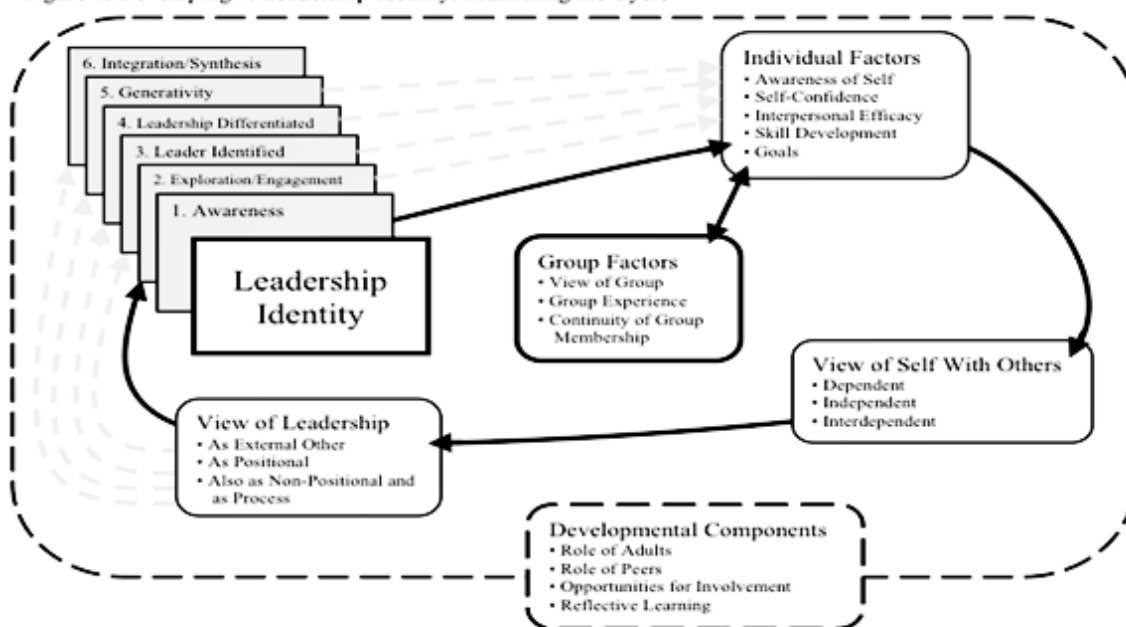 6. Integration/Synthesis
5. Generativity
4. Leadership Differentiated
3. Leader Identified
2. Exploration/Engagement
1. Awareness
Leadership
Identity
Individual Factors
• Awareness of Self
• Self-Confidence
• Interpersonal Efficacy
• Skill Development
• Goals
Group Factors
• View of Group
• Group Experience
• Continuity of Group
Membership
View of Self With Others
• Dependent
• Independent
• Interdependent
View of Leadership
• As External Other
• As Positional
• Also as Non-Positional and
as Process
Developmental Components
• Role of Adults
• Role of Peers
• Opportunities for Involvement
• Reflective Learning